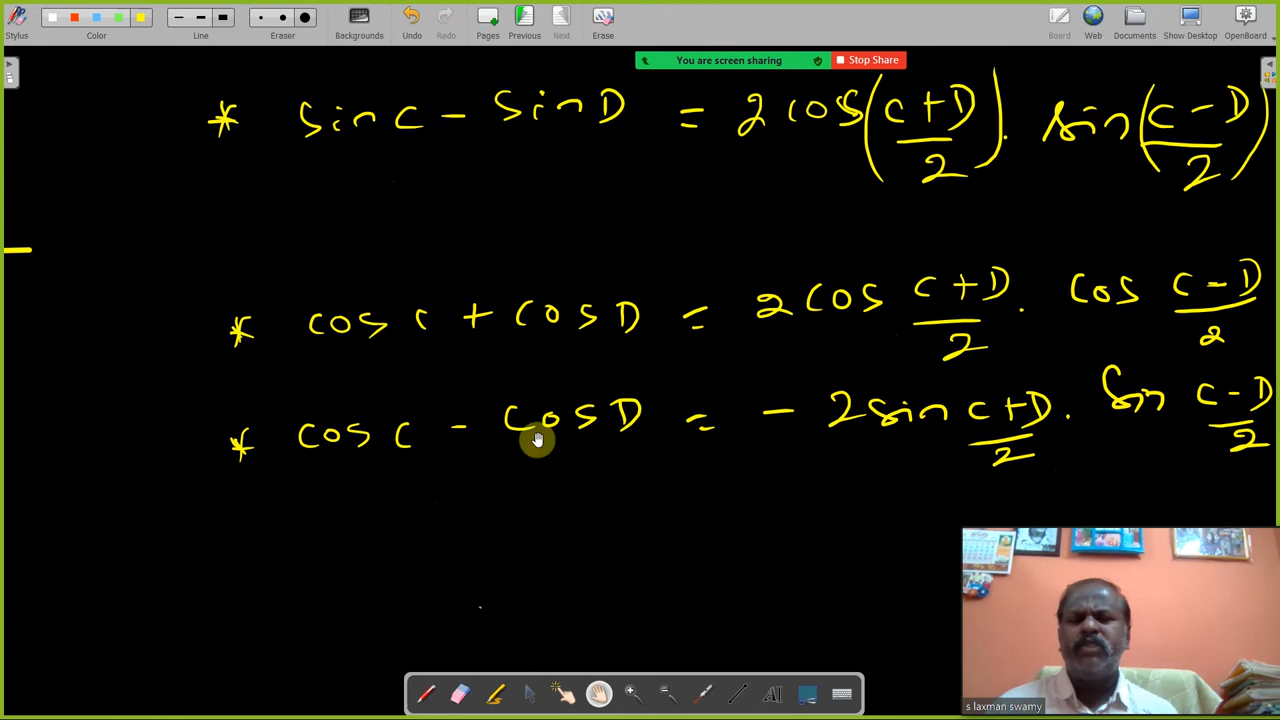 Stylus Color Line Eraser Backgrounds Undo Redo Pages Previous Next Erase Board Web Documents Show Desktop OpenBoard
You are screen sharing Stop Share
* sin C - sin D = 2 cos (C+D/2) . sin (C-D/2)
* cos C + cos D = 2 cos C+D/2 . cos C-D/2
* cos C - cos D = - 2 sin C+D/2 . sin C-D/2
s laxman swamy